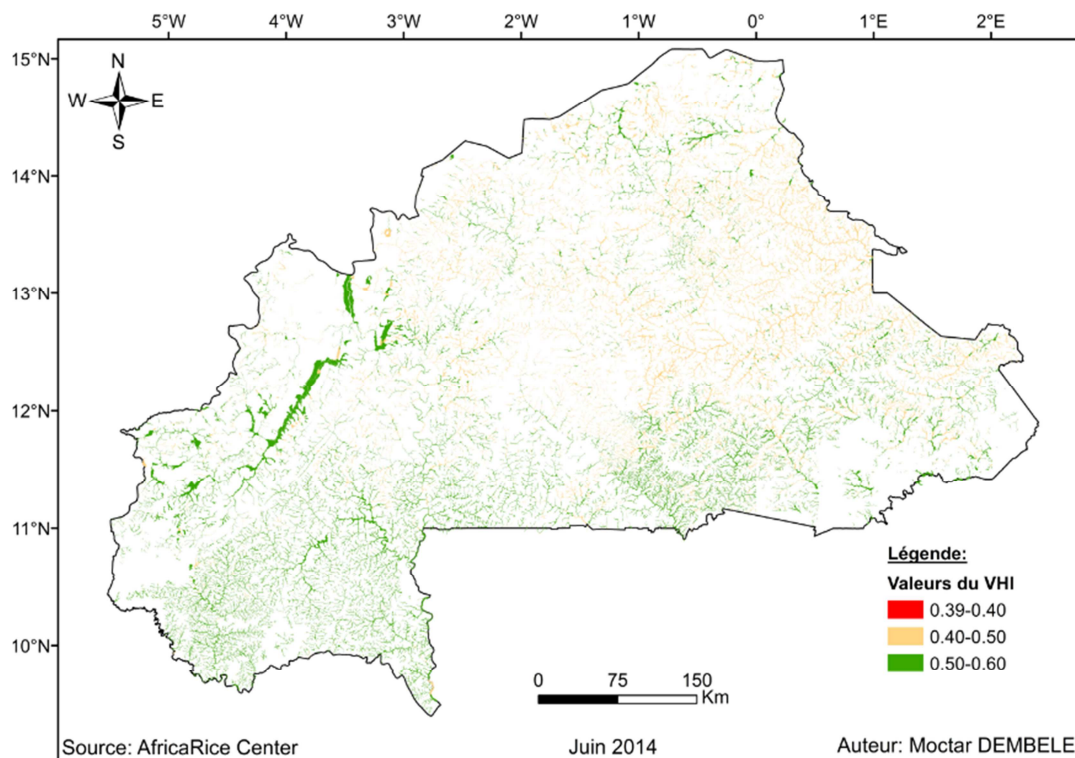 5°W 4°W 3°W 2°W 1°W 0° 1°E 2°E
15°N
N
W E
S
14°N
13°N
12°N
11°N
10°N
Légende:
Valeurs du VHI
0.39-0.40
0.40-0.50
0.50-0.60
0 75 150
Km
Source: AfricaRice Center Juin 2014 Auteur: Moctar DEMBELE